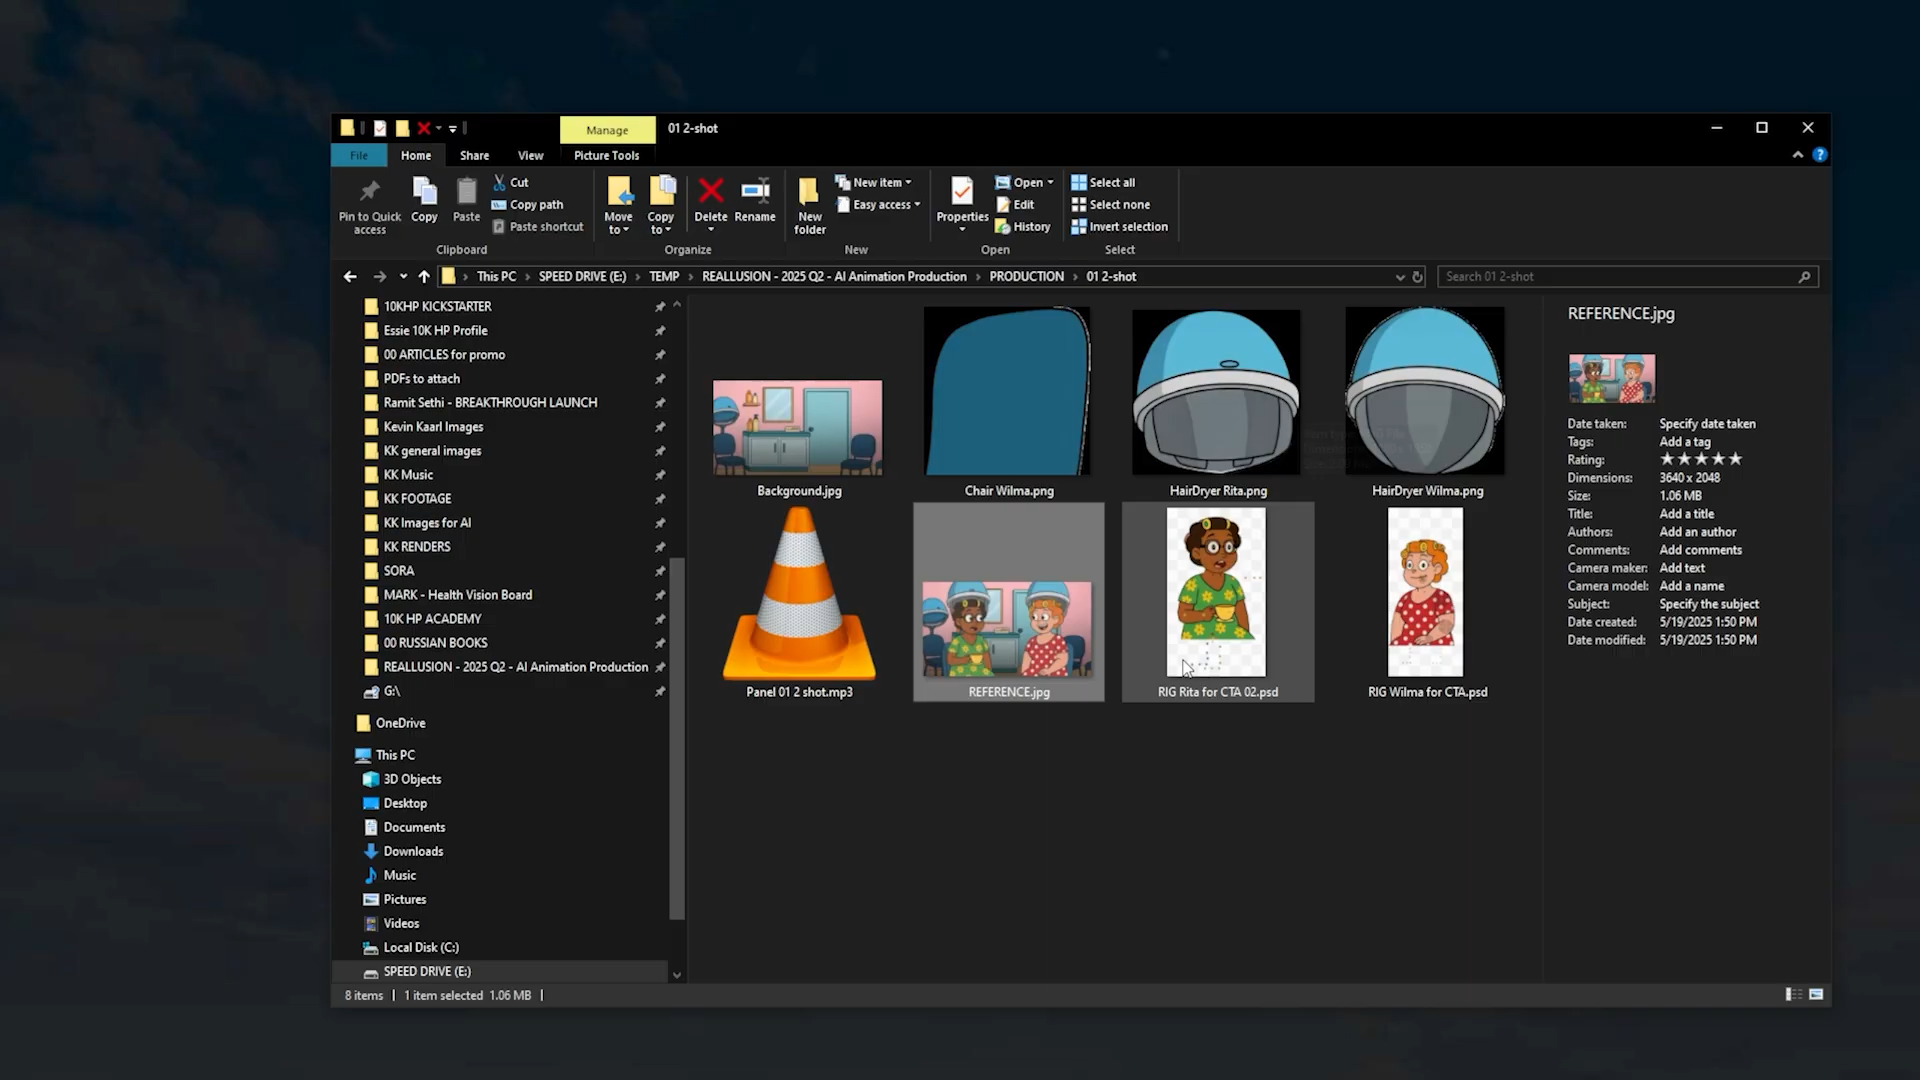 Manage
01 2-shot
File
Home
Share
View
Picture Tools
Pin to Quick access
Copy
Paste
Cut
Copy path
Paste shortcut
Move to
Copy to
Delete
Rename
New folder
New item
Easy access
Properties
Open
Edit
History
Select all
Select none
Invert selection
Clipboard
Organize
New
Open
Select
This PC
SPEED DRIVE (E:)
TEMP
REALLUSION - 2025 Q2 - AI Animation Production
PRODUCTION
01 2-shot
Search 01 2-shot
10KHP KICKSTARTER
Essie 10K HP Profile
00 ARTICLES for promo
PDFs to attach
Ramit Sethi - BREAKTHROUGH LAUNCH
Kevin Kaarl Images
KK general images
KK Music
KK FOOTAGE
KK Images for AI
KK RENDERS
SORA
MARK - Health Vision Board
10K HP ACADEMY
00 RUSSIAN BOOKS
REALLUSION - 2025 Q2 - AI Animation Production
G:\
OneDrive
This PC
3D Objects
Desktop
Documents
Downloads
Music
Pictures
Videos
Local Disk (C:)
SPEED DRIVE (E:)
Background.jpg
Chair Wilma.png
HairDryer Rita.png
HairDryer Wilma.png
Panel 01 2 shot.mp3
REFERENCE.jpg
RIG Rita for CTA 02.psd
RIG Wilma for CTA.psd
REFERENCE.jpg
Date taken: Specify date taken
Tags: Add a tag
Rating:
Dimensions: 3640 x 2048
Size: 1.06 MB
Title: Add a title
Authors: Add an author
Comments: Add comments
Camera maker: Add text
Camera model: Add a name
Subject: Specify the subject
Date created: 5/19/2025 1:50 PM
Date modified: 5/19/2025 1:50 PM
8 items
1 item selected 1.06 MB